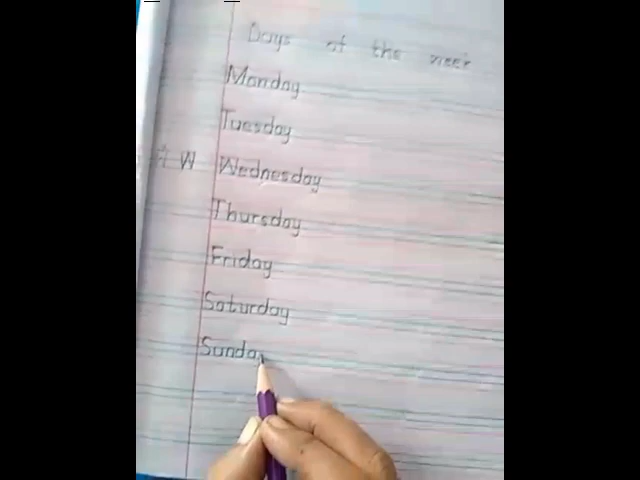 Days of the week
Monday
Tuesday
W Wednesday
Thursday
Friday
Saturday
Sunda